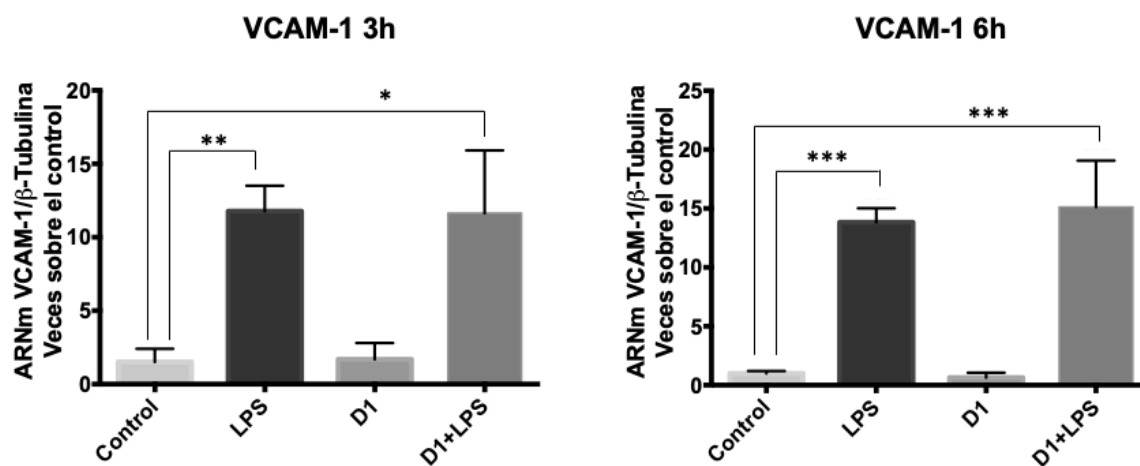 VCAM-1 3h
ARNm VCAM-1/β-Tubulina
Veces sobre el control
20
15
10
5
0
*
**
Control
LPS
D1
D1+LPS
VCAM-1 6h
ARNm VCAM-1/β-Tubulina
Veces sobre el control
25
20
15
10
5
0
***
***
Control
LPS
D1
D1+LPS